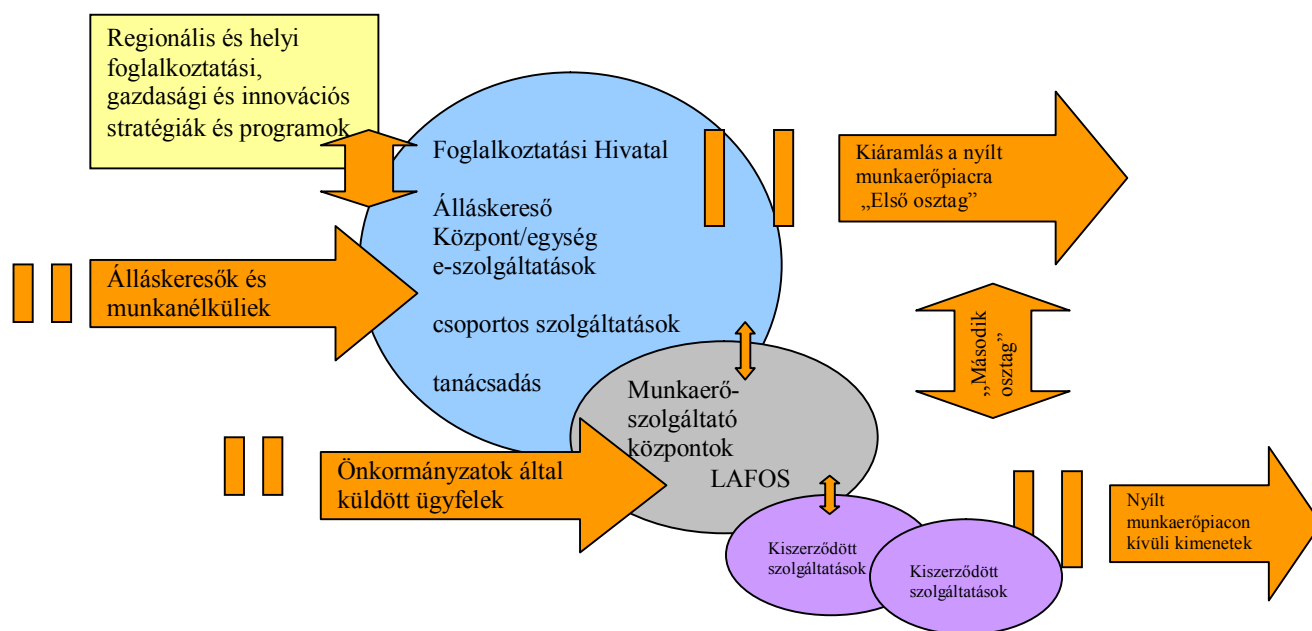 Regionális és helyi
foglalkoztatási,
gazdasági és innovációs
stratégiák és programok
Foglalkoztatási Hivatal
Álláskereső
Központ/egység
e-szolgáltatások
csoportos szolgáltatások
tanácsadás
Kiáramlás a nyílt
munkaerőpiacra
„Első osztag”
Álláskeresők és
munkanélküliek
„Második
osztag”
Munkaerő-
szolgáltató
központok
LAFOS
Önkormányzatok által
küldött ügyfelek
Kiszerződött
szolgáltatások
Kiszerződött
szolgáltatások
Nyílt
munkaerőpiacon
kívüli kimenetek